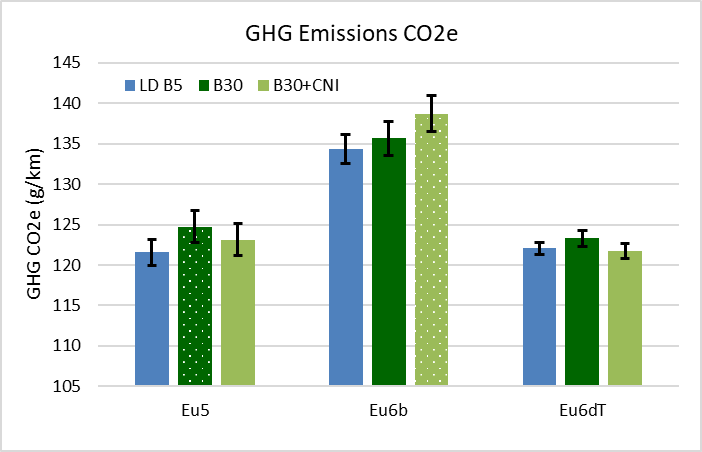 GHG Emissions CO2e
145
140
135
130
125
120
115
110
105
GHG CO2e (g/km)
LD B5 B30 B30+CNI
Eu5 Eu6b Eu6dT